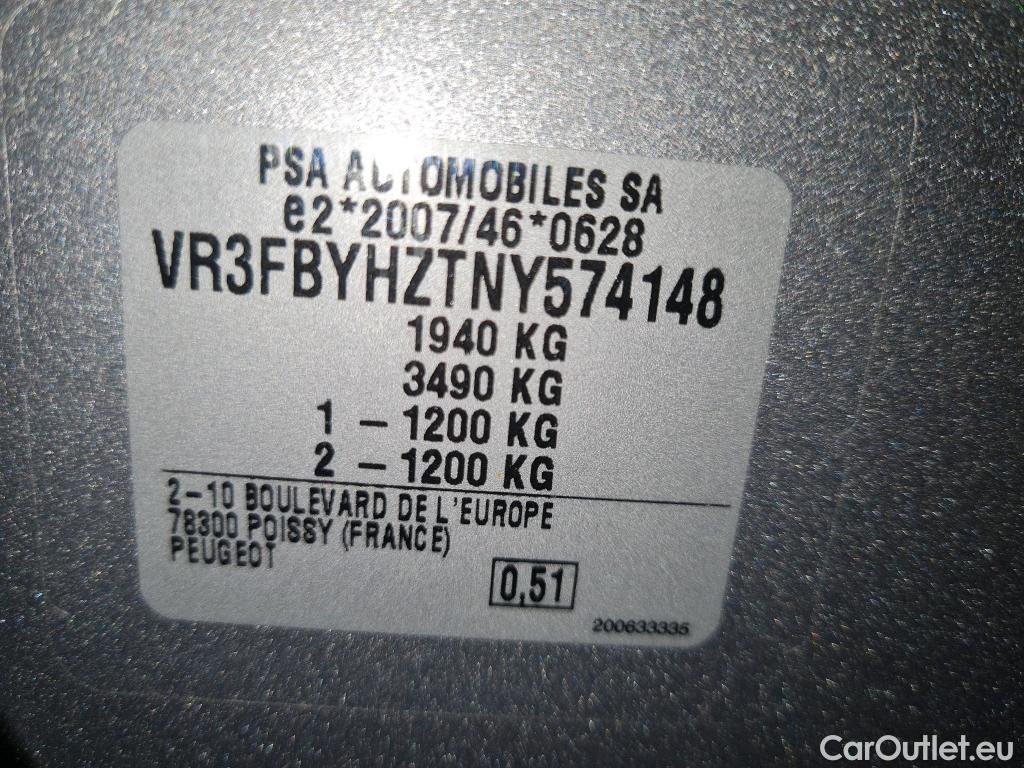 PSA AUTOMOBILES SA
e2*2007/46*0628
VR3FBYHZTNY574148
1940 KG
3490 KG
1 - 1200 KG
2 - 1200 KG
2-10 BOULEVARD DE L'EUROPE
78300 POISSY (FRANCE)
PEUGEOT
0,51
200633335
CarOutlet.eu